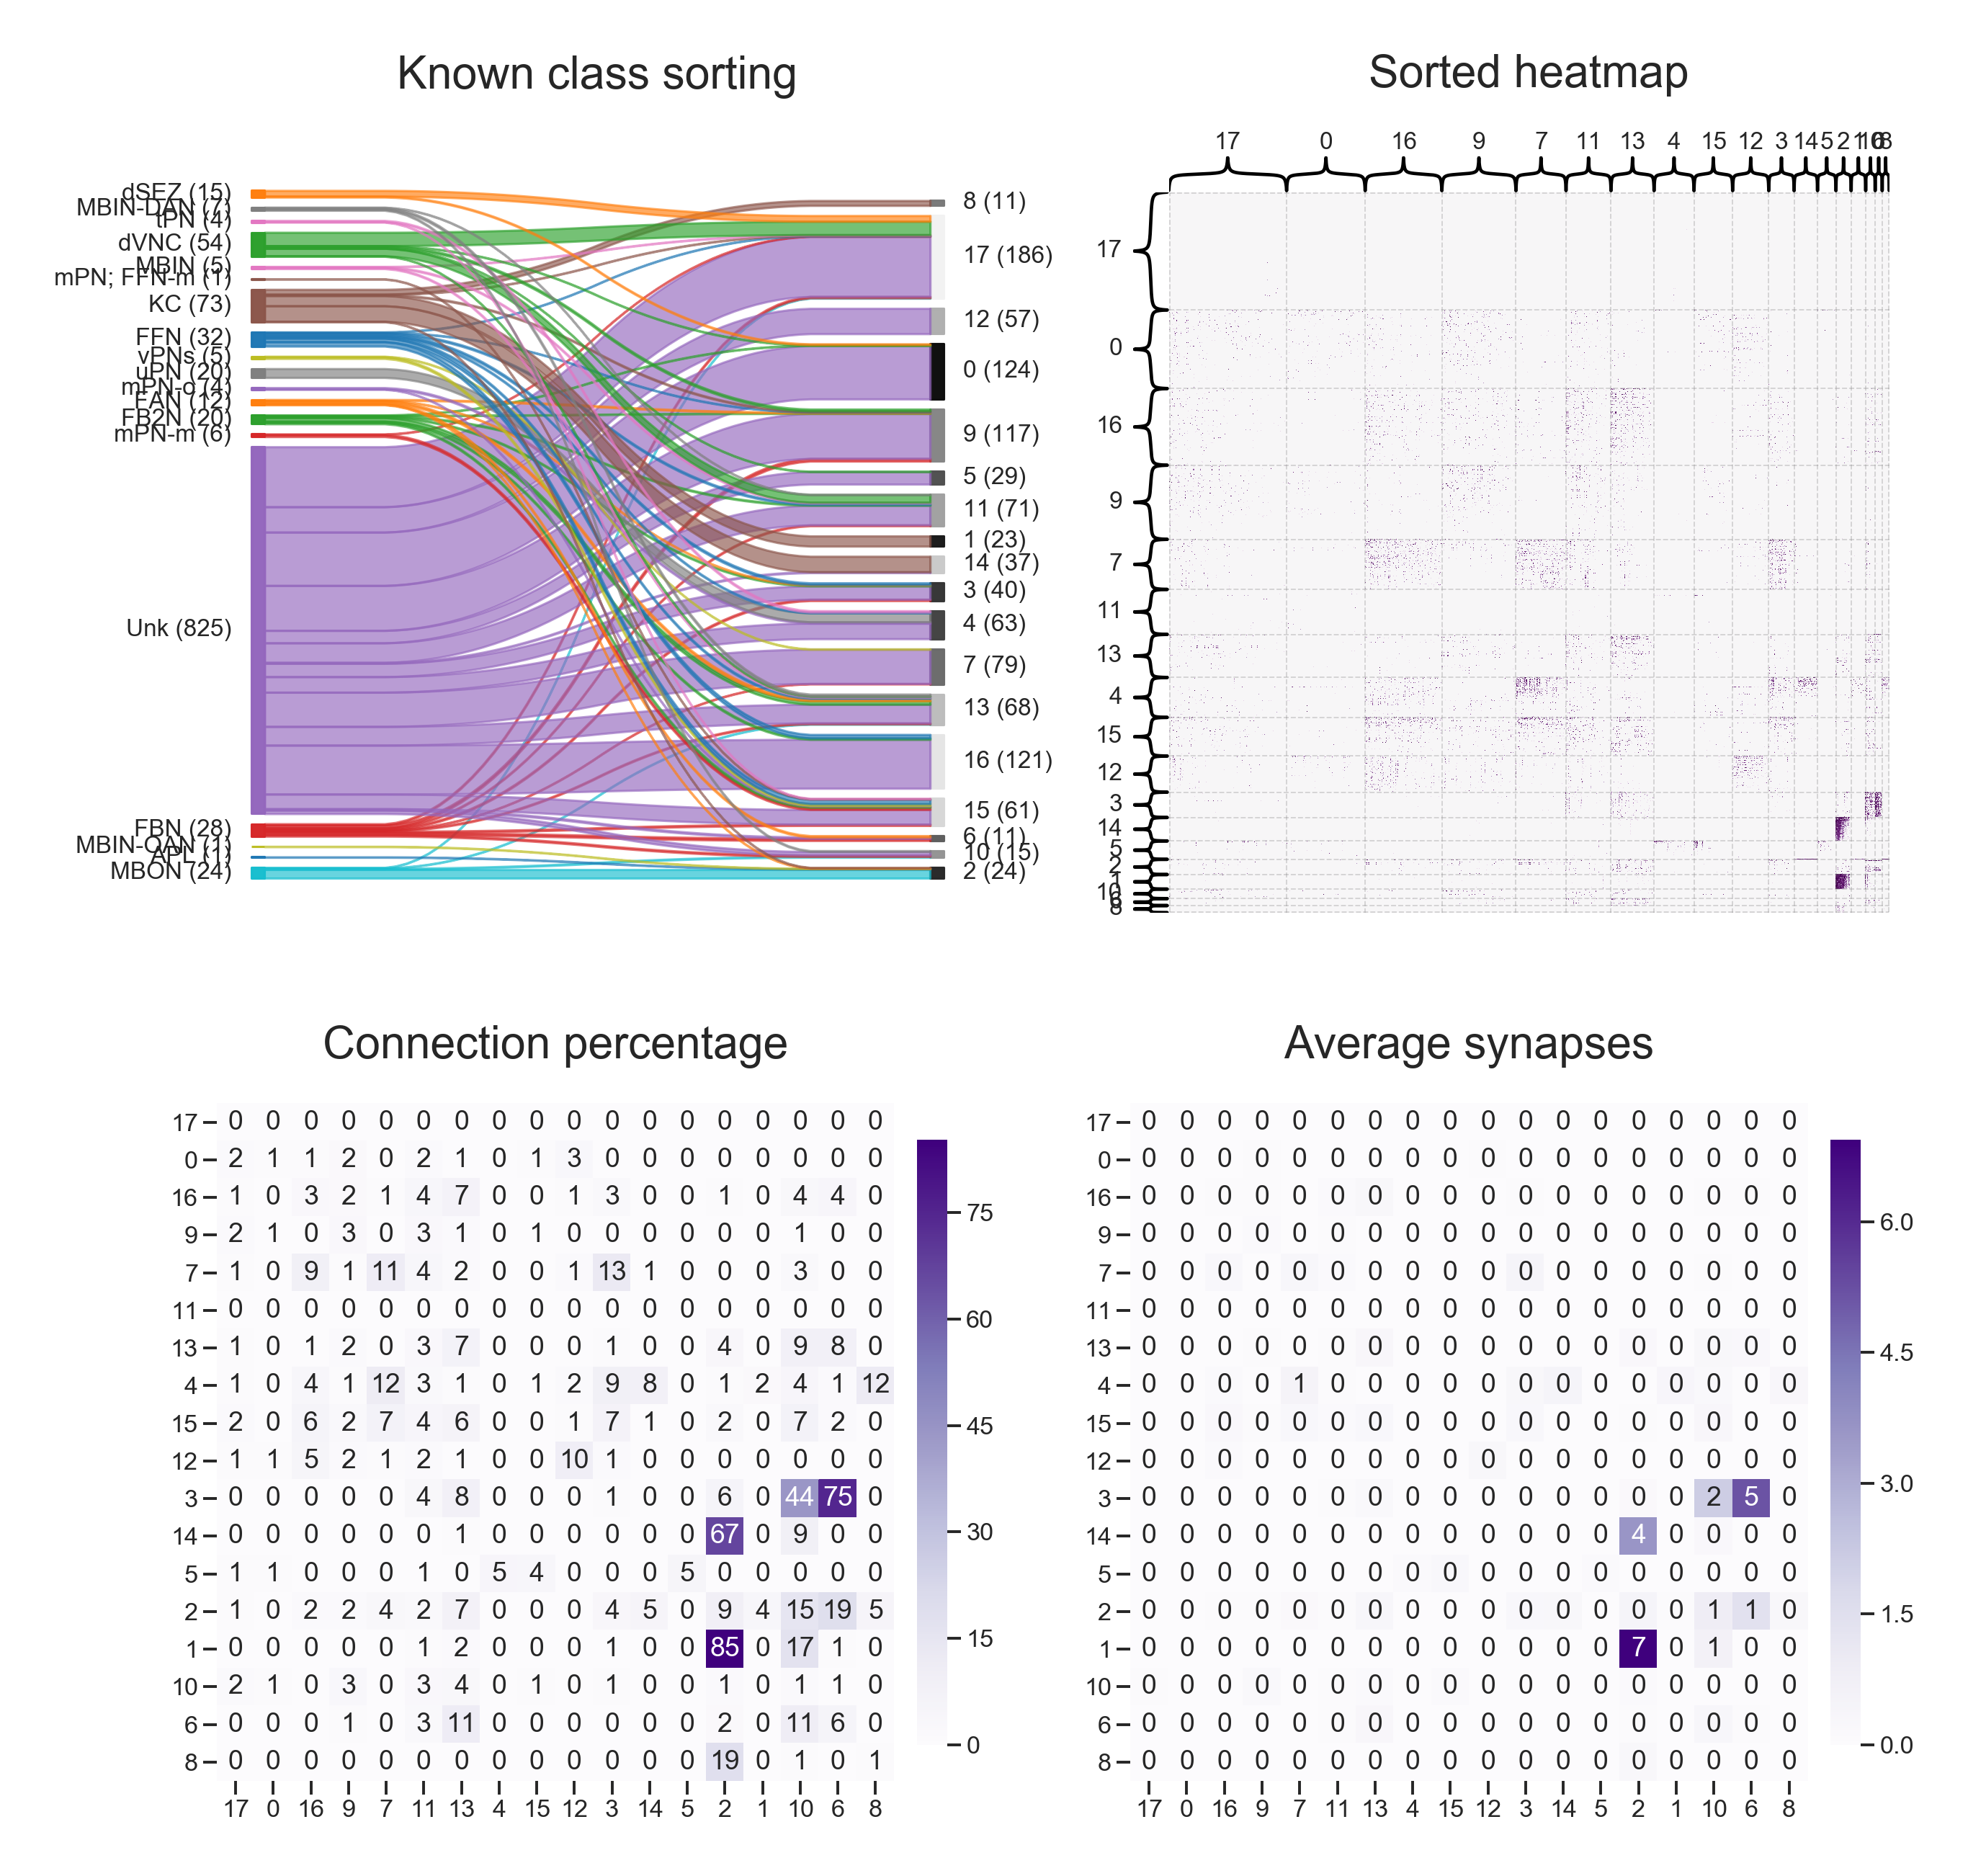 Known class sorting
dSEZ (15)
MBIN-DAN (7)
tPN (4)
dVNC (54)
MBIN (5)
mPN; FFN-m (1)
KC (73)
FFN (32)
vPNs (5)
uPN (20)
mPN-o (4)
FAN (12)
FB2N (20)
mPN-m (6)
Unk (825)
FBN (28)
MBIN-OAN (1)
APL (1)
MBON (24)
8 (11)
17 (186)
12 (57)
0 (124)
9 (117)
5 (29)
11 (71)
1 (23)
14 (37)
3 (40)
4 (63)
7 (79)
13 (68)
16 (121)
15 (61)
6 (11)
10 (15)
2 (24)
Sorted heatmap
17 0 16 9 7 11 13 4 15 12 3 14 5 2 1 10 6 8
17
0
16
9
7
11
13
4
15
12
3
14
5
2
1
10
6
8
Connection percentage
17 0 0 0 0 0 0 0 0 0 0 0 0 0 0 0 0 0 0
0 2 1 1 2 0 2 1 0 1 3 0 0 0 0 0 0 0 0
16 1 0 3 2 1 4 7 0 0 1 3 0 0 1 0 4 4 0
9 2 1 0 3 0 3 1 0 1 0 0 0 0 0 0 1 0 0
7 1 0 9 1 11 4 2 0 0 1 13 1 0 0 0 3 0 0
11 0 0 0 0 0 0 0 0 0 0 0 0 0 0 0 0 0 0
13 1 0 1 2 0 3 7 0 0 0 1 0 0 4 0 9 8 0
4 1 0 4 1 12 3 1 0 1 2 9 8 0 1 2 4 1 12
15 2 0 6 2 7 4 6 0 0 1 7 1 0 2 0 7 2 0
12 1 1 5 2 1 2 1 0 0 10 1 0 0 0 0 0 0 0
3 0 0 0 0 0 4 8 0 0 0 1 0 0 6 0 44 75 0
14 0 0 0 0 0 0 1 0 0 0 0 0 0 67 0 9 0 0
5 1 1 0 0 0 1 0 5 4 0 0 0 5 0 0 0 0 0
2 1 0 2 2 4 2 7 0 0 0 4 5 0 9 4 15 19 5
1 0 0 0 0 0 1 2 0 0 0 1 0 0 85 0 17 1 0
10 2 1 0 3 0 3 4 0 1 0 1 0 0 1 0 1 1 0
6 0 0 0 1 0 3 11 0 0 0 0 0 0 2 0 11 6 0
8 0 0 0 0 0 0 0 0 0 0 0 0 0 19 0 1 0 1
17 0 16 9 7 11 13 4 15 12 3 14 5 2 1 10 6 8
75
60
45
30
15
0
Average synapses
17 0 0 0 0 0 0 0 0 0 0 0 0 0 0 0 0 0 0
0 0 0 0 0 0 0 0 0 0 0 0 0 0 0 0 0 0 0
16 0 0 0 0 0 0 0 0 0 0 0 0 0 0 0 0 0 0
9 0 0 0 0 0 0 0 0 0 0 0 0 0 0 0 0 0 0
7 0 0 0 0 0 0 0 0 0 0 0 0 0 0 0 0 0 0
11 0 0 0 0 0 0 0 0 0 0 0 0 0 0 0 0 0 0
13 0 0 0 0 0 0 0 0 0 0 0 0 0 0 0 0 0 0
4 0 0 0 0 1 0 0 0 0 0 0 0 0 0 0 0 0 0
15 0 0 0 0 0 0 0 0 0 0 0 0 0 0 0 0 0 0
12 0 0 0 0 0 0 0 0 0 0 0 0 0 0 0 0 0 0
3 0 0 0 0 0 0 0 0 0 0 0 0 0 0 0 2 5 0
14 0 0 0 0 0 0 0 0 0 0 0 0 0 4 0 0 0 0
5 0 0 0 0 0 0 0 0 0 0 0 0 0 0 0 0 0 0
2 0 0 0 0 0 0 0 0 0 0 0 0 0 0 0 1 1 0
1 0 0 0 0 0 0 0 0 0 0 0 0 0 7 0 1 0 0
10 0 0 0 0 0 0 0 0 0 0 0 0 0 0 0 0 0 0
6 0 0 0 0 0 0 0 0 0 0 0 0 0 0 0 0 0 0
8 0 0 0 0 0 0 0 0 0 0 0 0 0 0 0 0 0 0
17 0 16 9 7 11 13 4 15 12 3 14 5 2 1 10 6 8
6.0
4.5
3.0
1.5
0.0